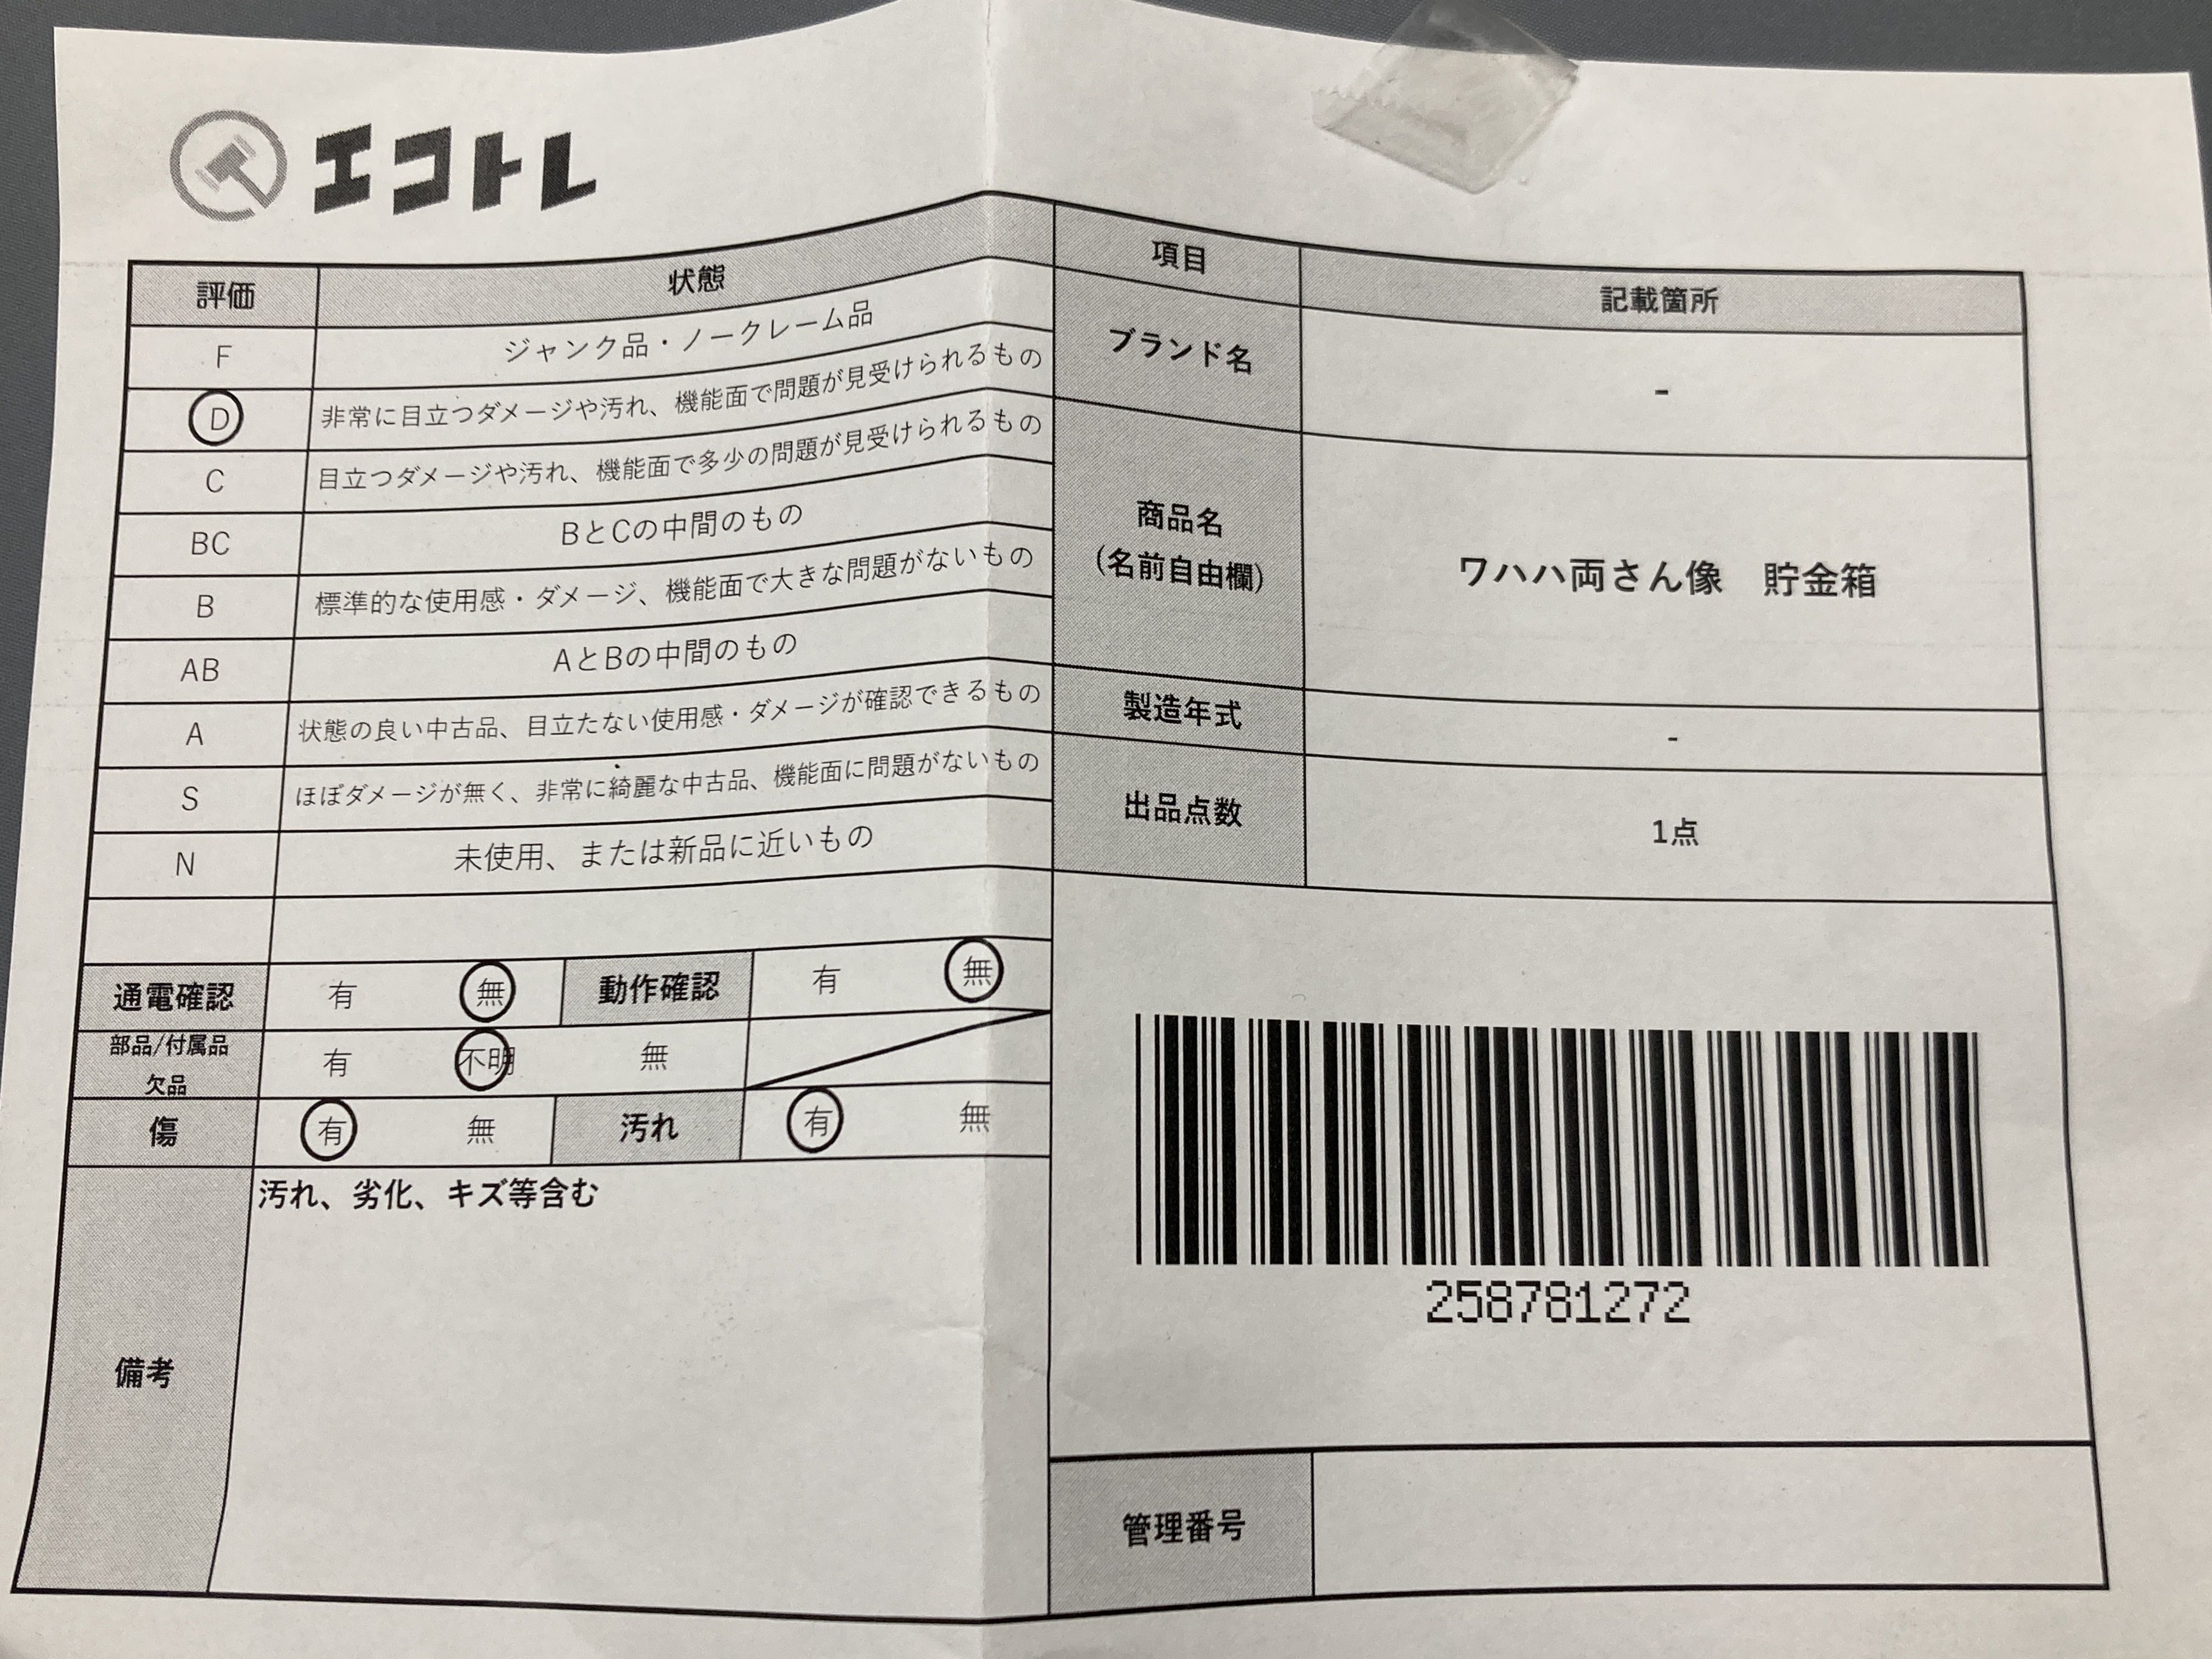 エコトレ
評価 状態
F ジャンク品・ノークレーム品
D 非常に目立つダメージや汚れ、機能面で問題が見受けられるもの
C 目立つダメージや汚れ、機能面で多少の問題が見受けられるもの
BC BとCの中間のもの
B 標準的な使用感・ダメージ、機能面で大きな問題がないもの
AB AとBの中間のもの
A 状態の良い中古品、目立たない使用感・ダメージが確認できるもの
S ほぼダメージが無く、非常に綺麗な中古品、機能面に問題がないもの
N 未使用、または新品に近いもの
通電確認 有 無 動作確認 有 無
部品/付属品
欠品 有 不明 無
傷 有 無 汚れ 有 無
備考 汚れ、劣化、キズ等含む
項目 記載箇所
ブランド名 -
商品名
(名前自由欄) ワハハ両さん像 貯金箱
製造年式 -
出品点数 1点
258781272
管理番号